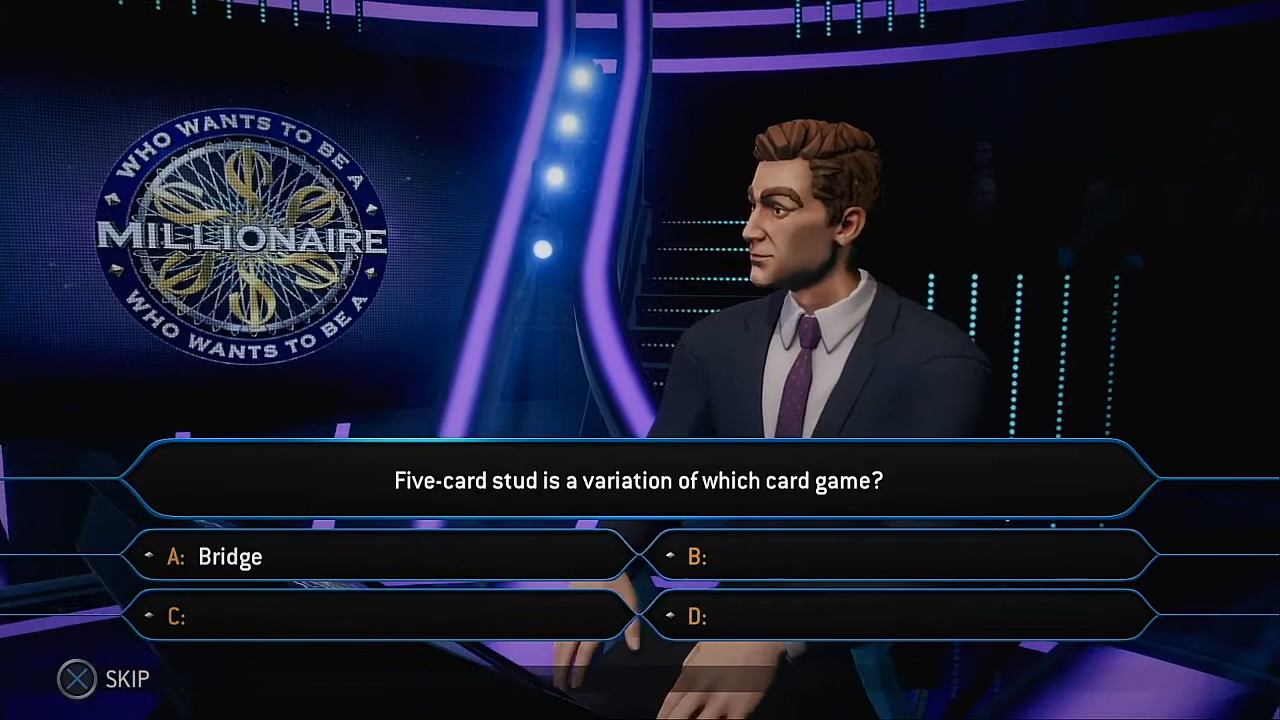 WHO WANTS TO BE A
MILLIONAIRE
WHO WANTS TO BE A
Five-card stud is a variation of which card game?
A: Bridge
B:
C:
D:
SKIP